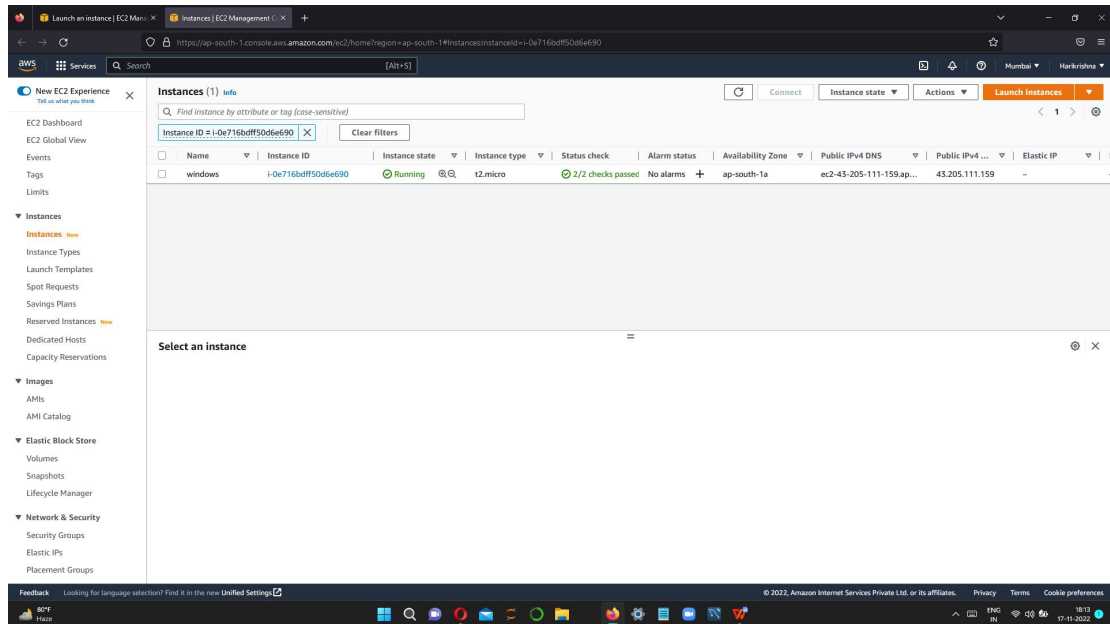 Launch an instance | EC2 Mana
Instances | EC2 Management C
https://ap-south-1.console.aws.amazon.com/ec2/home?region=ap-south-1#Instances:instanceId=i-0e716bdff50d6e690
aws Services Search [Alt+S] Mumbai Harikrishna
New EC2 Experience
Tell us what you think
EC2 Dashboard
EC2 Global View
Events
Tags
Limits
Instances
Instances New
Instance Types
Launch Templates
Spot Requests
Savings Plans
Reserved Instances New
Dedicated Hosts
Capacity Reservations
Images
AMIs
AMI Catalog
Elastic Block Store
Volumes
Snapshots
Lifecycle Manager
Network & Security
Security Groups
Elastic IPs
Placement Groups
Instances (1) Info Connect Instance state Actions Launch instances
Find instance by attribute or tag (case-sensitive) 1
Instance ID = i-0e716bdff50d6e690 Clear filters
Name Instance ID Instance state Instance type Status check Alarm status Availability Zone Public IPv4 DNS Public IPv4 ... Elastic IP
windows i-0e716bdff50d6e690 Running t2.micro 2/2 checks passed No alarms + ap-south-1a ec2-43-205-111-159.ap... 43.205.111.159 –
Select an instance
Feedback Looking for language selection? Find it in the new Unified Settings © 2022, Amazon Internet Services Private Ltd. or its affiliates. Privacy Terms Cookie preferences
80°F
Haze
ENG
IN
18:13
17-11-2022
1